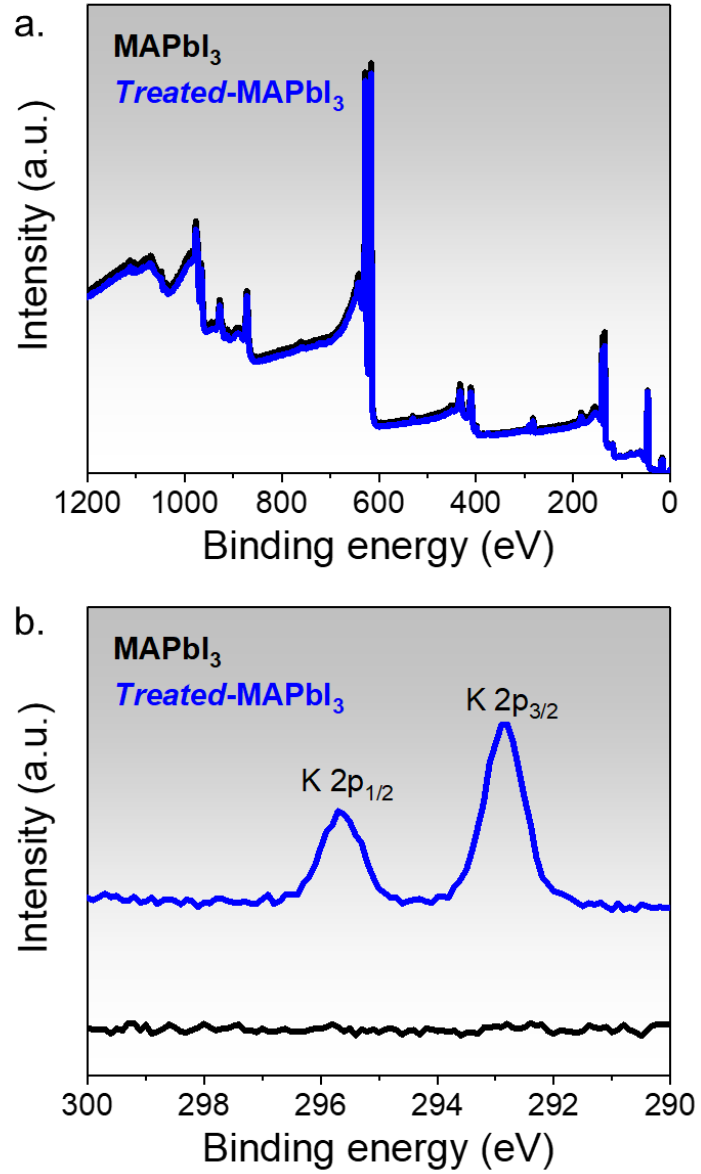 a.
MAPbI₃
Treated-MAPbI₃
Intensity (a.u.)
1200 1000 800 600 400 200 0
Binding energy (eV)
b.
MAPbI₃
Treated-MAPbI₃
K 2p₃/₂
K 2p₁/₂
Intensity (a.u.)
300 298 296 294 292 290
Binding energy (eV)